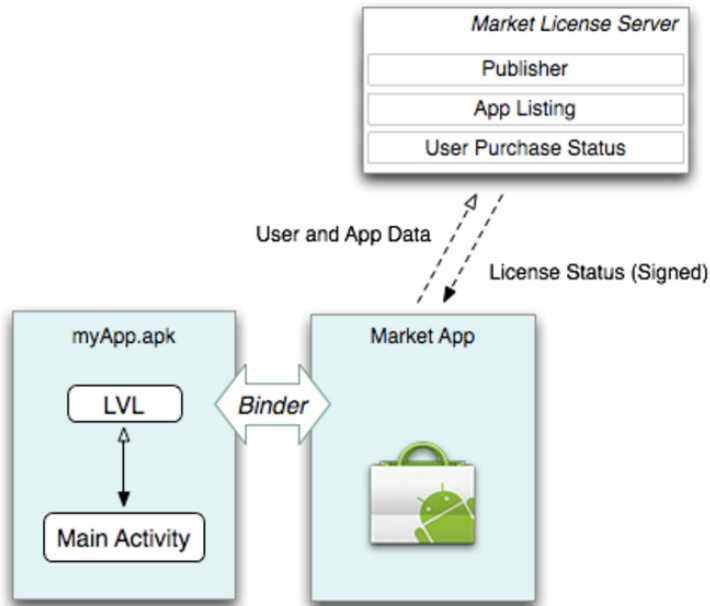 Market License Server
Publisher
App Listing
User Purchase Status
User and App Data
License Status (Signed)
myApp.apk
Market App
LVL
Binder
Main Activity